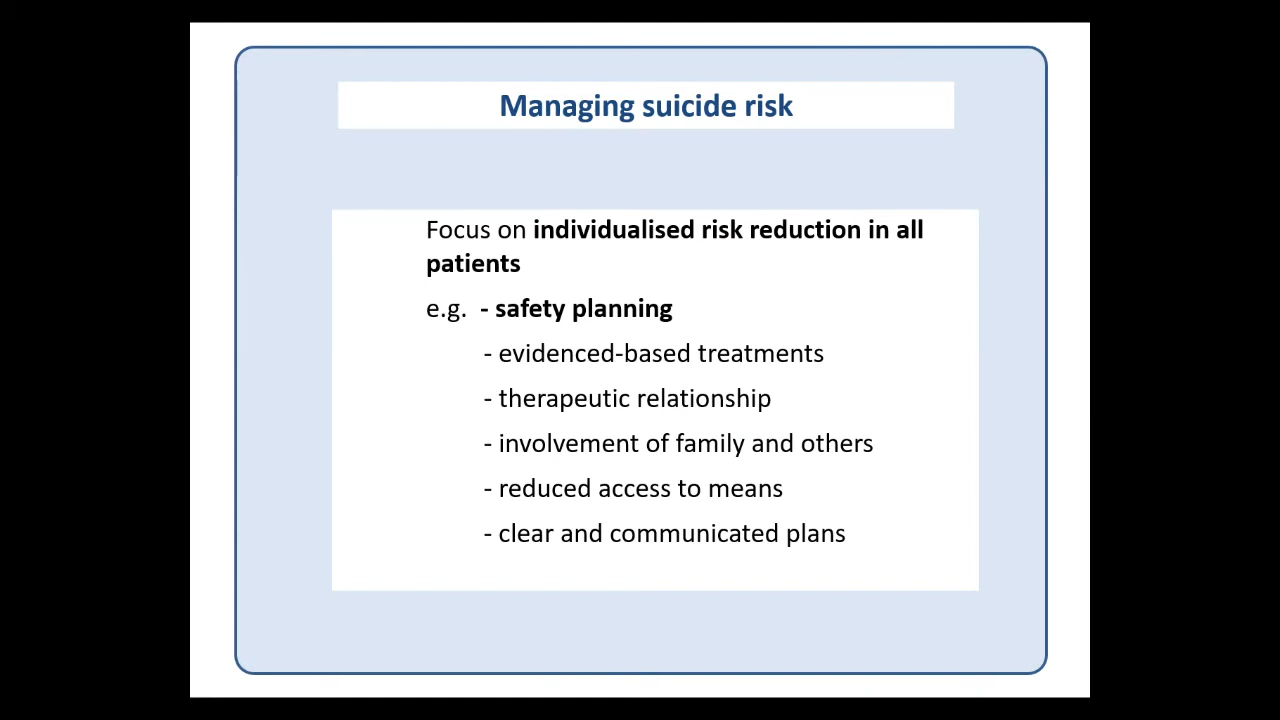 Managing suicide risk
Focus on individualised risk reduction in all
patients
e.g. - safety planning
- evidenced-based treatments
- therapeutic relationship
- involvement of family and others
- reduced access to means
- clear and communicated plans